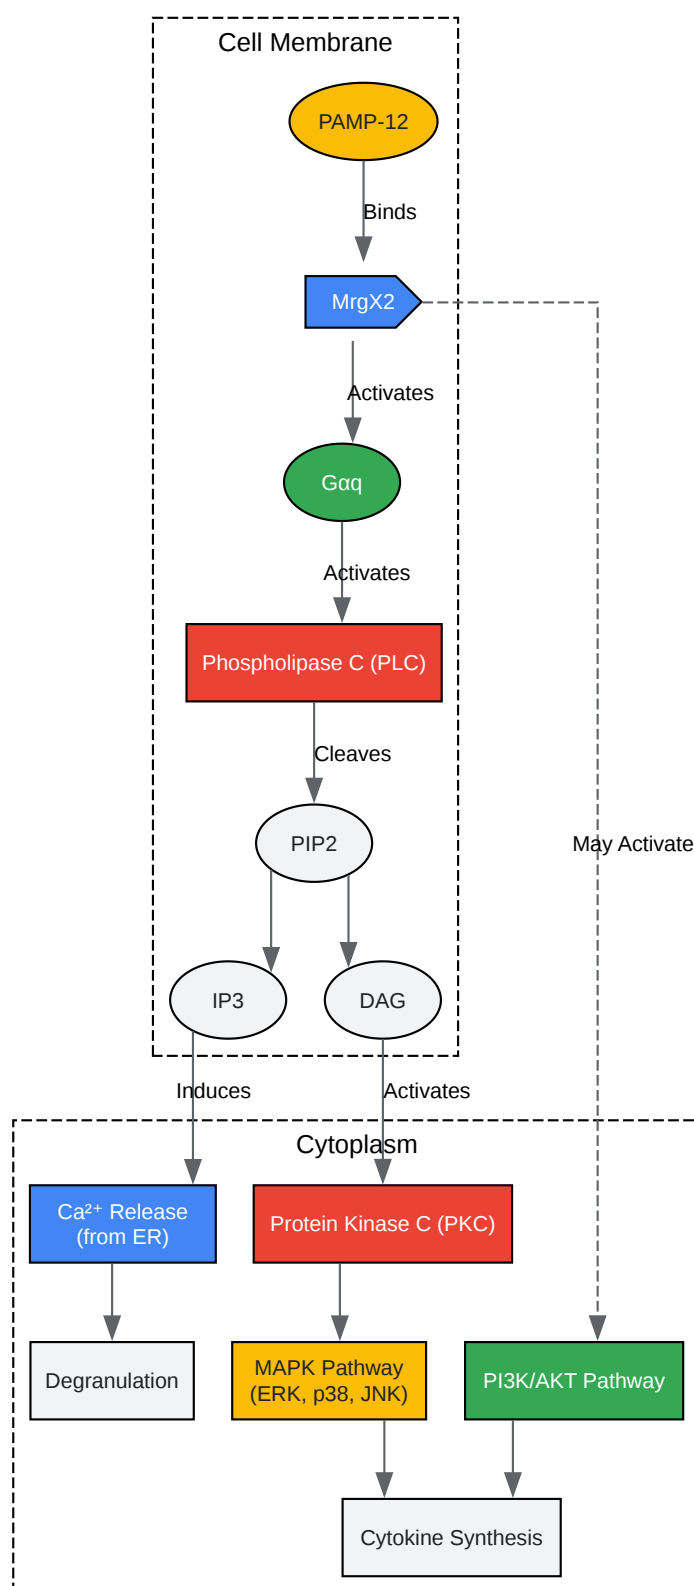 Cell Membrane
PAMP-12
Binds
MrgX2
Activates
Gαq
Activates
Phospholipase C (PLC)
Cleaves
PIP2
May Activate
IP3
DAG
Induces
Activates
Cytoplasm
Ca²⁺ Release
(from ER)
Protein Kinase C (PKC)
Degranulation
MAPK Pathway
(ERK, p38, JNK)
PI3K/AKT Pathway
Cytokine Synthesis